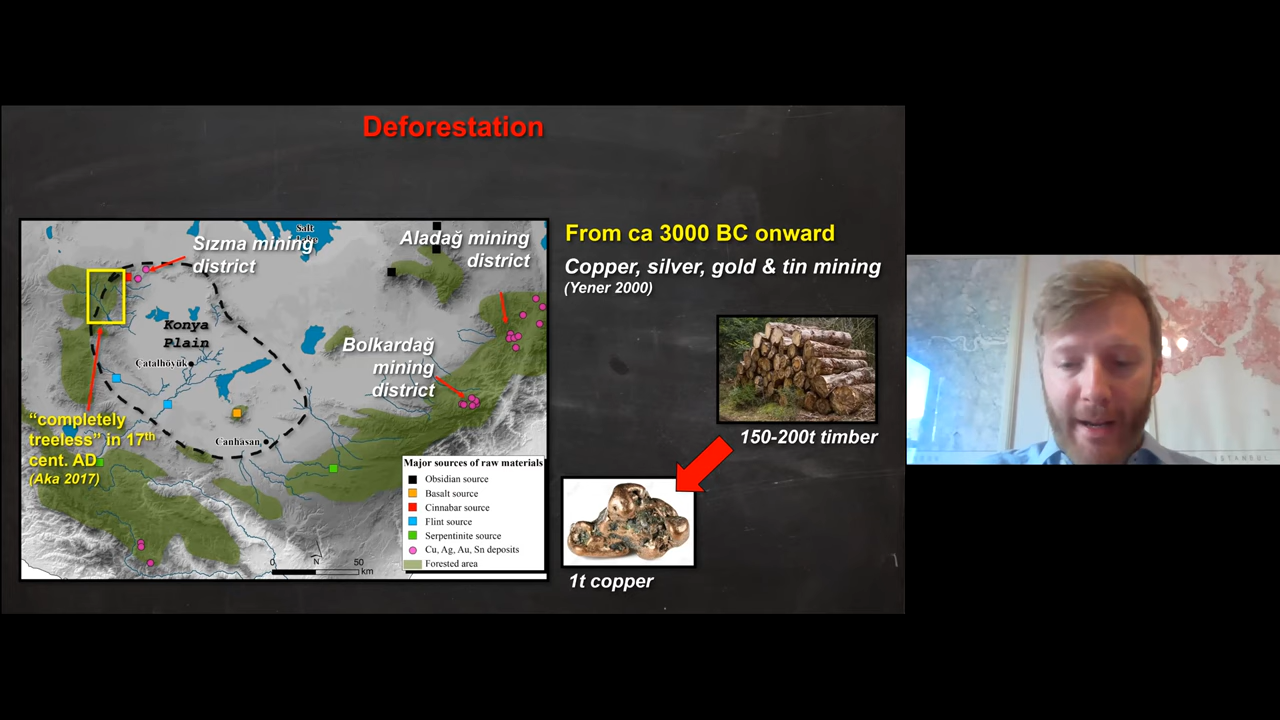 Deforestation
Salt
Lake
Sızma mining
district
Aladağ mining
district
Konya
Plain
Çatalhöyük
Bolkardağ
mining
district
"completely
treeless" in 17th
cent. AD
(Aka 2017)
Canhasan
Major sources of raw materials
Obsidian source
Basalt source
Cinnabar source
Flint source
Serpentinite source
Cu, Ag, Au, Sn deposits
Forested area
N
0 50
km
From ca 3000 BC onward
Copper, silver, gold & tin mining
(Yener 2000)
150-200t timber
1t copper
ISTANBUL